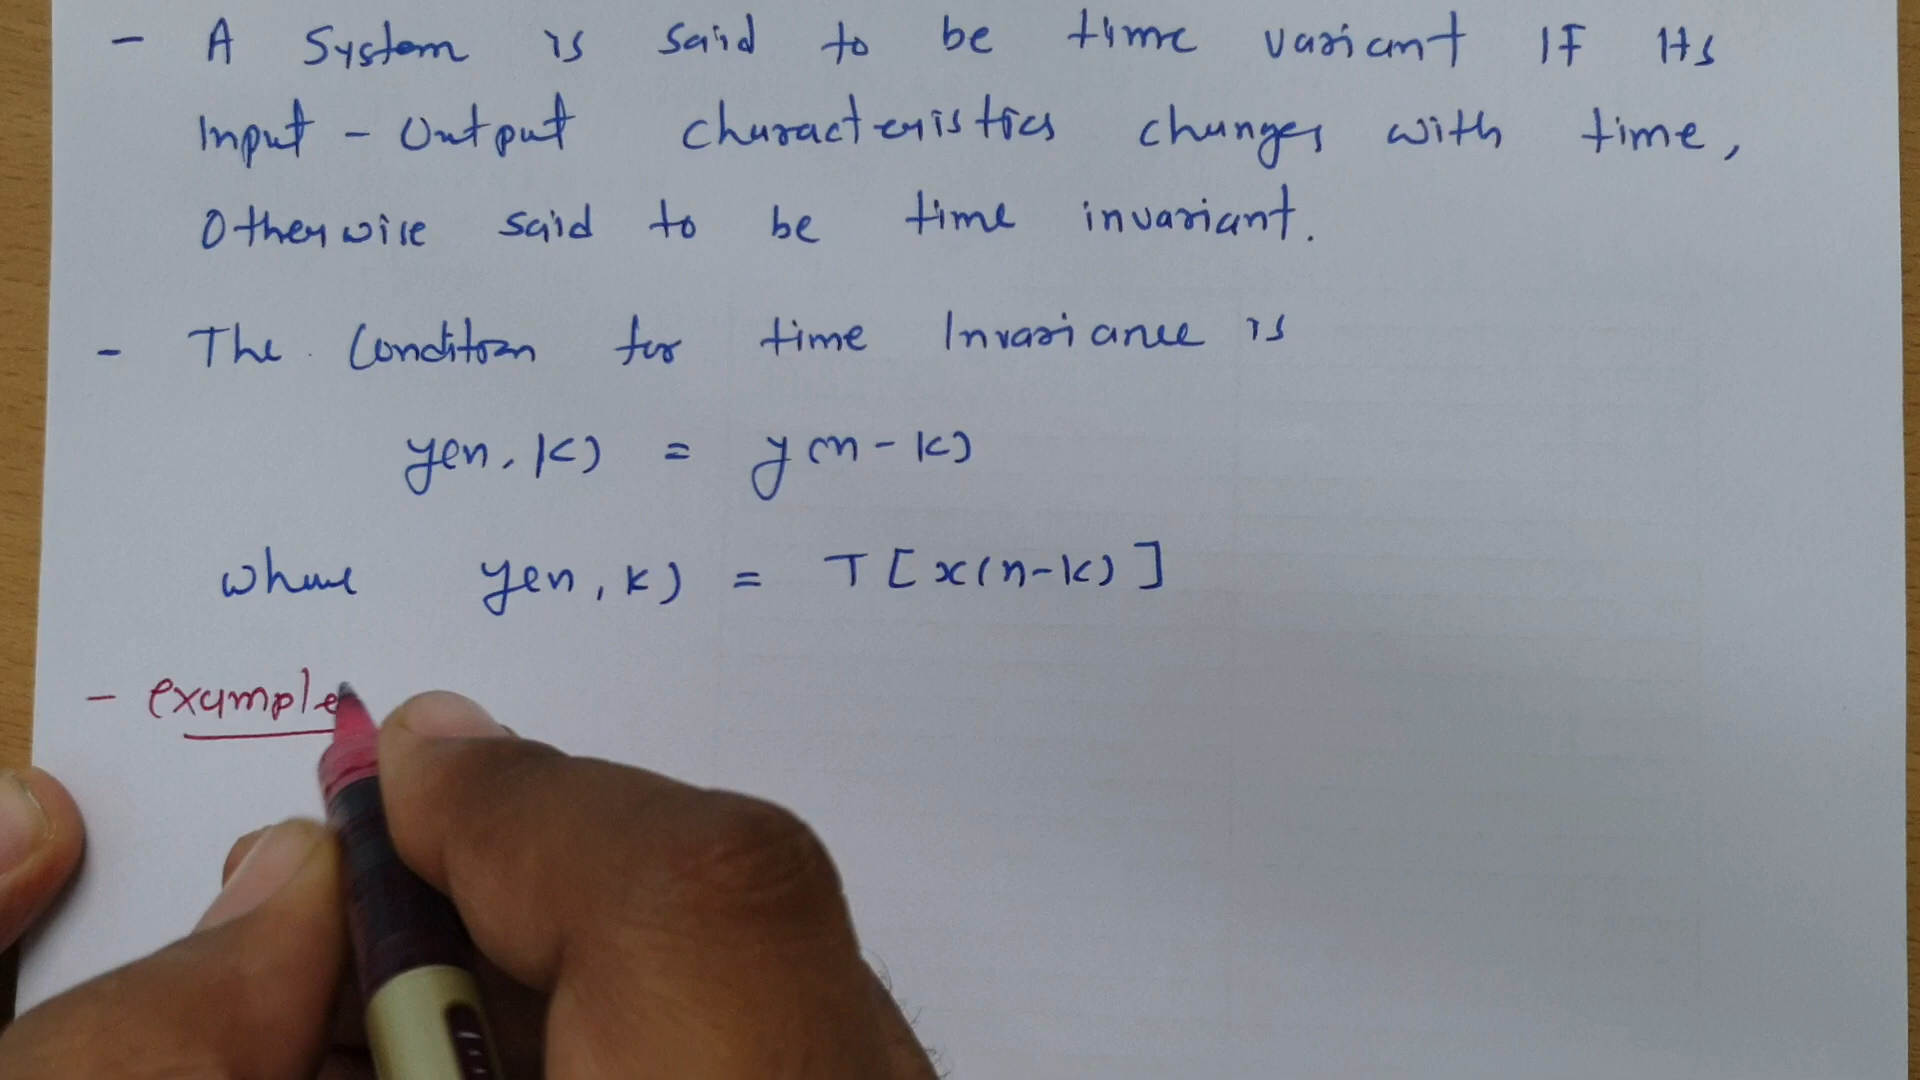 - A System is said to be time variant IF Its
Input - Output characteristics changes with time,
Otherwise said to be time invariant.
- The Condition for time Invariance is
y(n, k) = y(n-k)
where y(n, k) = T[x(n-k)]
- example